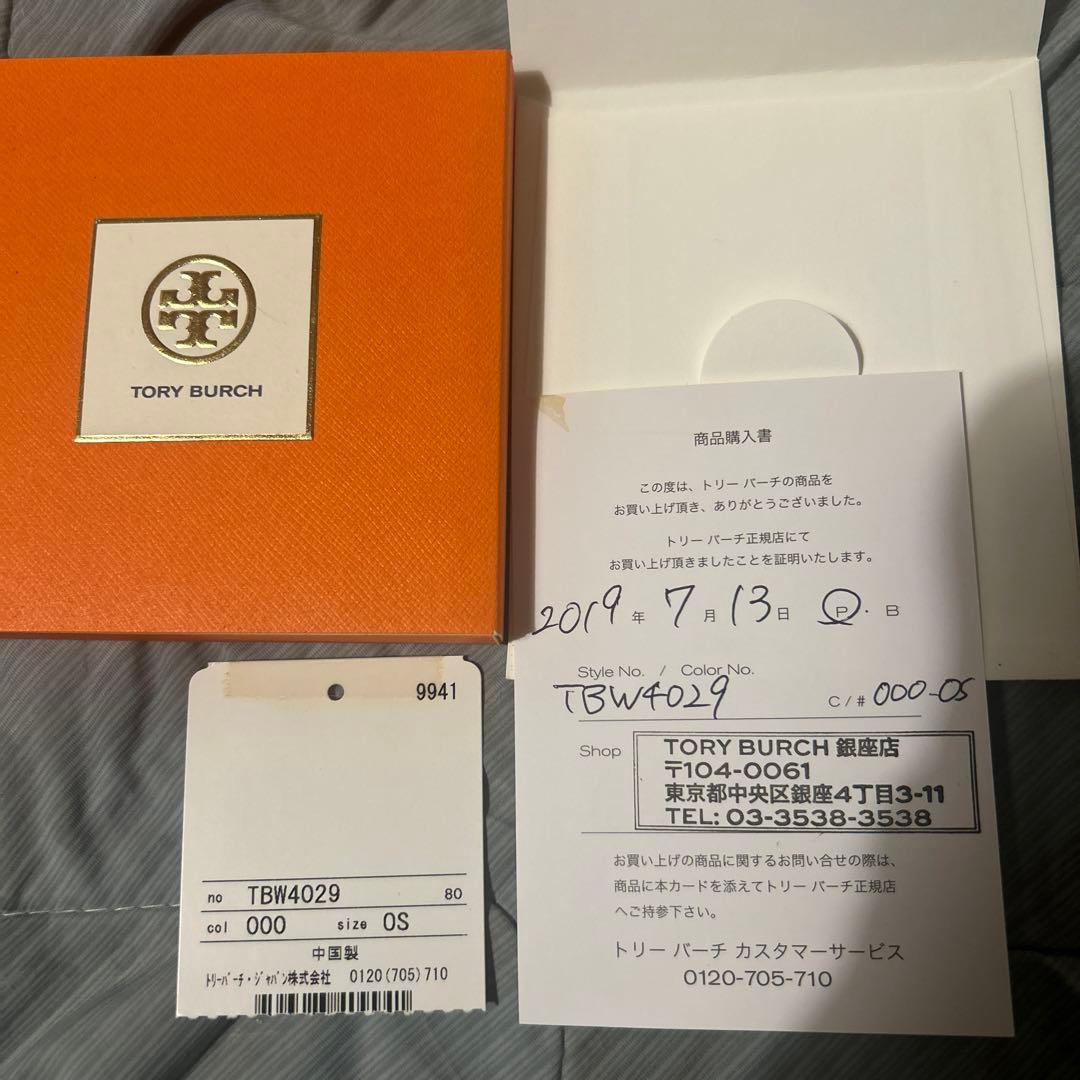 TORY BURCH
商品購入書
この度は、トリー バーチの商品を
お買い上げ頂き、ありがとうございました。
トリー バーチ正規店にて
お買い上げ頂きましたことを証明いたします。
2019 年 7 月 13 日 P · B
Style No. / Color No.
TBW4029 C / # 000-OS
Shop
TORY BURCH 銀座店
〒104-0061
東京都中央区銀座4丁目3-11
TEL: 03-3538-3538
お買い上げの商品に関するお問い合せの際は、
商品に本カードを添えてトリー バーチ正規店
へご持参下さい。
トリー バーチ カスタマーサービス
0120-705-710
9941
no TBW4029 80
col 000 size OS
中国製
ﾄﾘｰﾊﾞｰﾁ・ｼﾞｬﾊﾟﾝ株式会社 0120(705)710